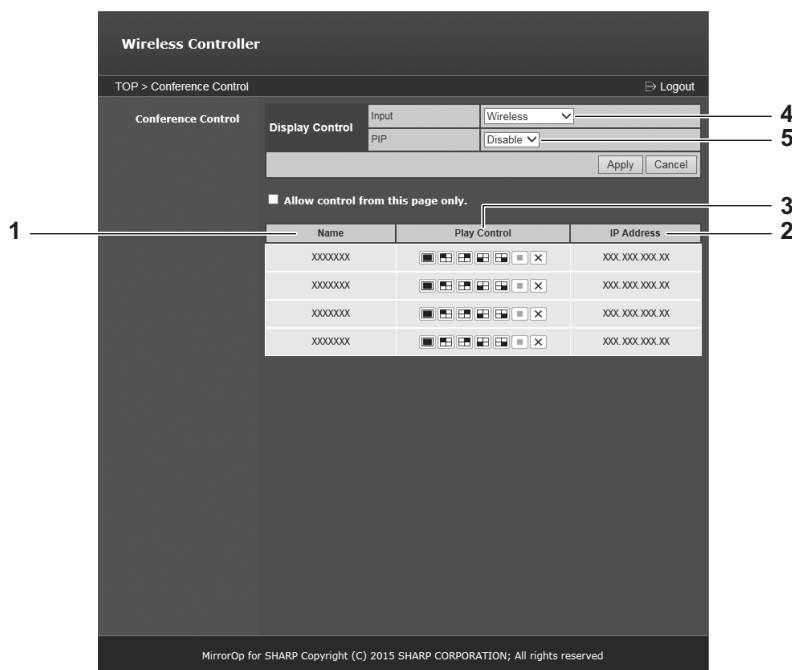 Wireless Controller
TOP > Conference Control
Logout
Conference Control
Display Control
Input
Wireless
4
PIP
Disable
5
Apply
Cancel
Allow control from this page only.
3
1
Name
Play Control
IP Address
2
XXXXXXX
XXX.XXX.XXX.XX
XXXXXXX
XXX.XXX.XXX.XX
XXXXXXX
XXX.XXX.XXX.XX
XXXXXXX
XXX.XXX.XXX.XX
MirrorOp for SHARP Copyright (C) 2015 SHARP CORPORATION; All rights reserved